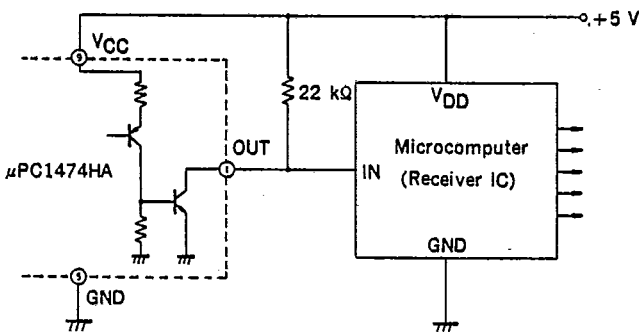 +5 V
9
VCC
22 kΩ
VDD
OUT
μPC1474HA
1
IN
Microcomputer
(Receiver IC)
GND
5
GND